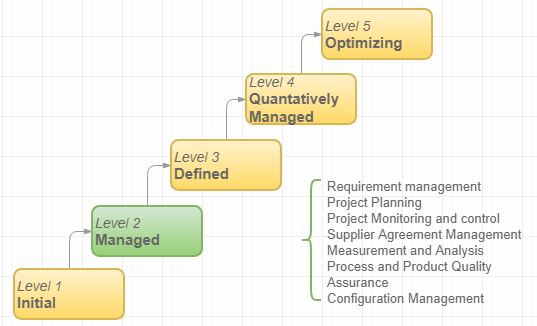 Level 5
Optimizing
Level 4
Quantatively
Managed
Level 3
Defined
Level 2
Managed
Level 1
Initial
Requirement management
Project Planning
Project Monitoring and control
Supplier Agreement Management
Measurement and Analysis
Process and Product Quality
Assurance
Configuration Management